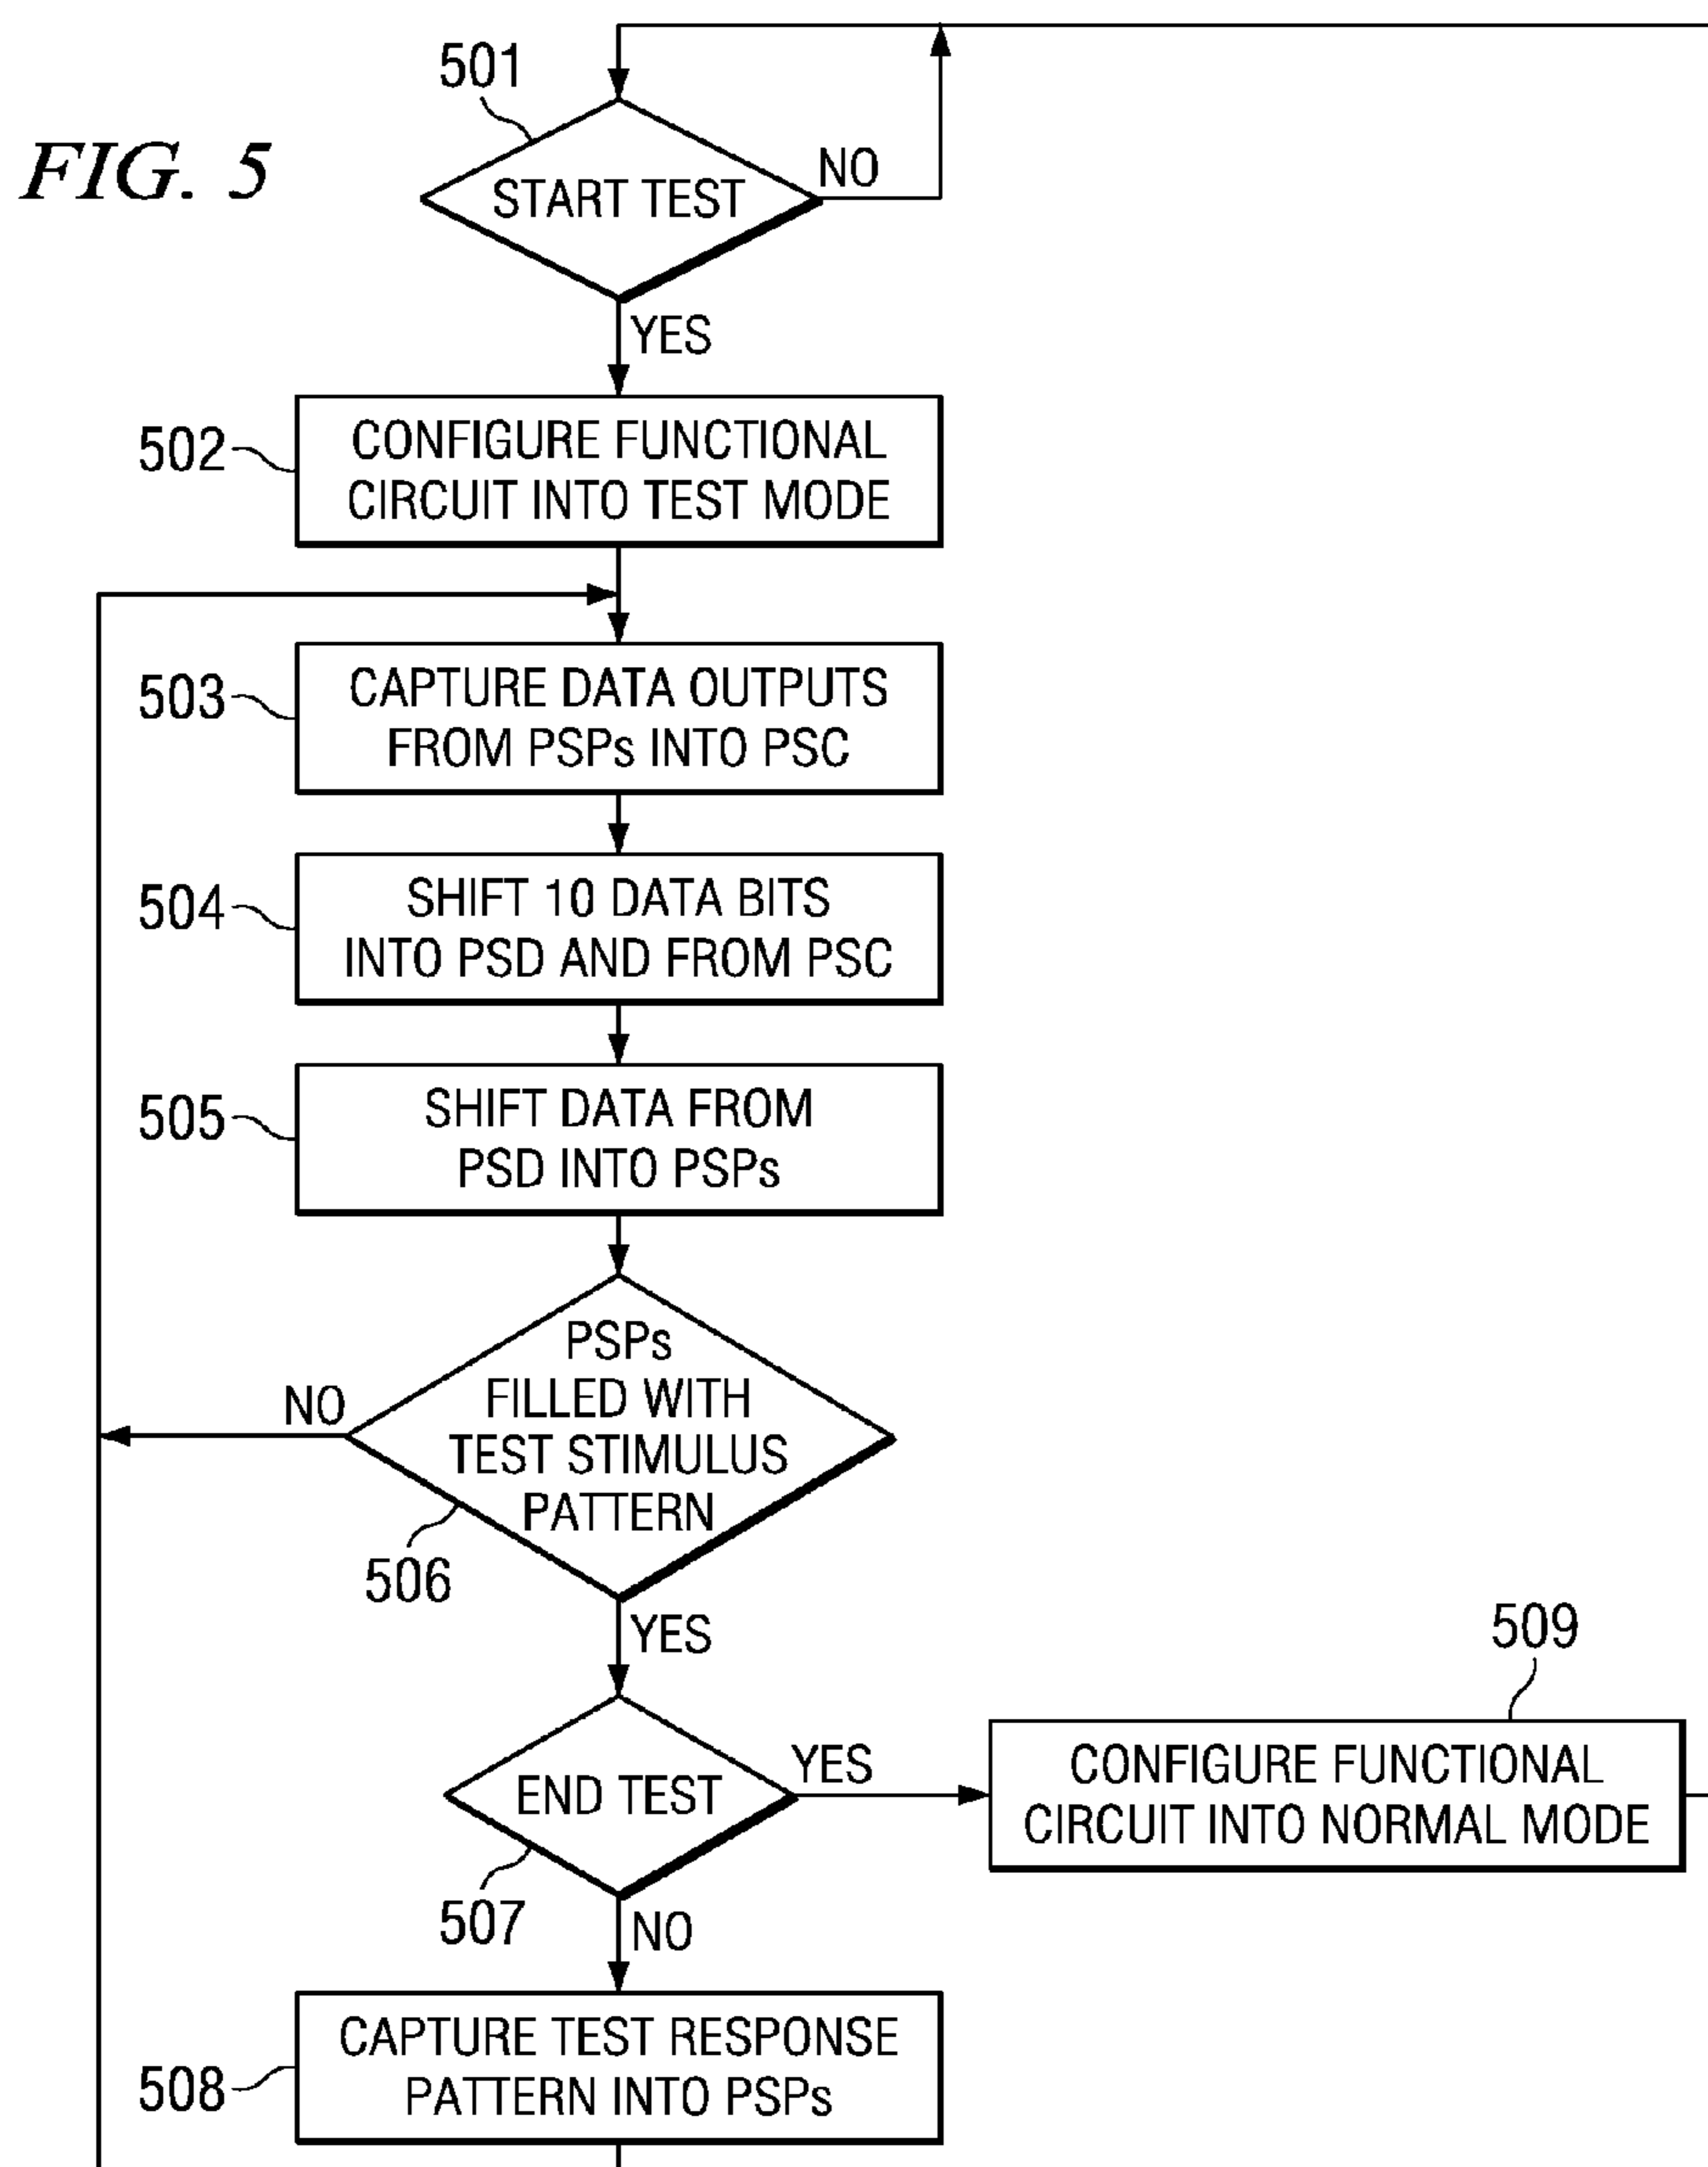 FIG. 5
501
START TEST
NO
YES
502
CONFIGURE FUNCTIONAL
CIRCUIT INTO TEST MODE
503
CAPTURE DATA OUTPUTS
FROM PSPs INTO PSC
504
SHIFT 10 DATA BITS
INTO PSD AND FROM PSC
505
SHIFT DATA FROM
PSD INTO PSPs
PSPs
FILLED WITH
TEST STIMULUS
PATTERN
NO
506
YES
END TEST
YES
507
NO
509
CONFIGURE FUNCTIONAL
CIRCUIT INTO NORMAL MODE
508
CAPTURE TEST RESPONSE
PATTERN INTO PSPs